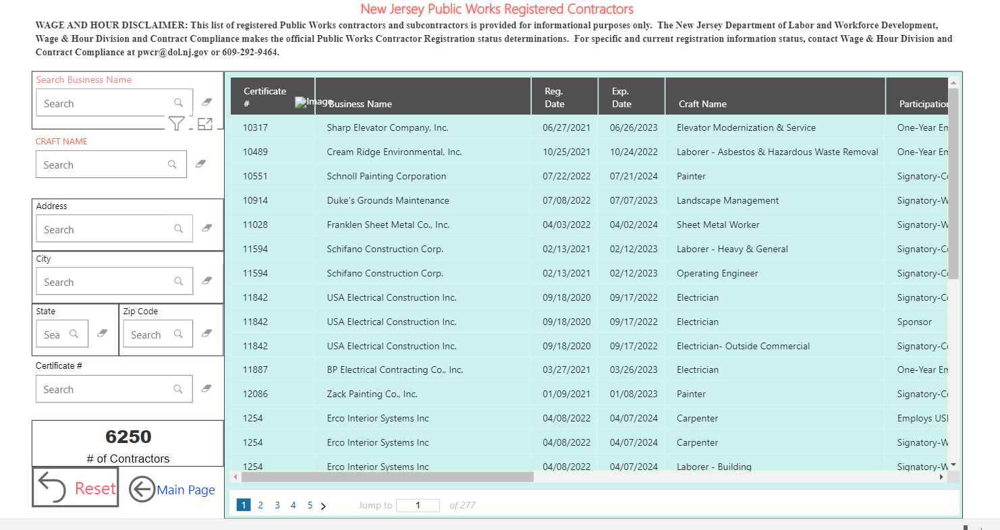 New Jersey Public Works Registered Contractors
WAGE AND HOUR DISCLAIMER: This list of registered Public Works contractors and subcontractors is provided for informational purposes only.  The New Jersey Department of Labor and Workforce Development,
Wage & Hour Division and Contract Compliance makes the official Public Works Contractor Registration status determinations.  For specific and current registration information status, contact Wage & Hour Division and
Contract Compliance at pwcr@dol.nj.gov or 609-292-9464.
Search Business Name
Search
CRAFT NAME
Search
Address
Search
City
Search
State Zip Code
Sea Search
Certificate #
Search
6250
# of Contractors
Reset Main Page
Certificate # Image Business Name Reg. Date Exp. Date Craft Name Participation
10317 Sharp Elevator Company, Inc. 06/27/2021 06/26/2023 Elevator Modernization & Service One-Year Em
10489 Cream Ridge Environmental, Inc. 10/25/2021 10/24/2022 Laborer - Asbestos & Hazardous Waste Removal One-Year Em
10551 Schnoll Painting Corporation 07/22/2022 07/21/2024 Painter Signatory-Co
10914 Duke's Grounds Maintenance 07/08/2022 07/07/2023 Landscape Management Signatory-W
11028 Franklen Sheet Metal Co., Inc. 04/03/2022 04/02/2024 Sheet Metal Worker Signatory-W
11594 Schifano Construction Corp. 02/13/2021 02/12/2023 Laborer - Heavy & General Signatory-Co
11594 Schifano Construction Corp. 02/13/2021 02/12/2023 Operating Engineer Signatory-Co
11842 USA Electrical Construction Inc. 09/18/2020 09/17/2022 Electrician Signatory-Co
11842 USA Electrical Construction Inc. 09/18/2020 09/17/2022 Electrician Sponsor
11842 USA Electrical Construction Inc. 09/18/2020 09/17/2022 Electrician- Outside Commercial Signatory-Co
11887 BP Electrical Contracting Co., Inc. 03/27/2021 03/26/2023 Electrician One-Year Em
12086 Zack Painting Co., Inc. 01/09/2021 01/08/2023 Painter Signatory-Co
1254 Erco Interior Systems Inc 04/08/2022 04/07/2024 Carpenter Employs USI
1254 Erco Interior Systems Inc 04/08/2022 04/07/2024 Carpenter Signatory-W
1254 Erco Interior Systems Inc 04/08/2022 04/07/2024 Laborer - Building Signatory-W
1 2 3 4 5 Jump to 1 of 277